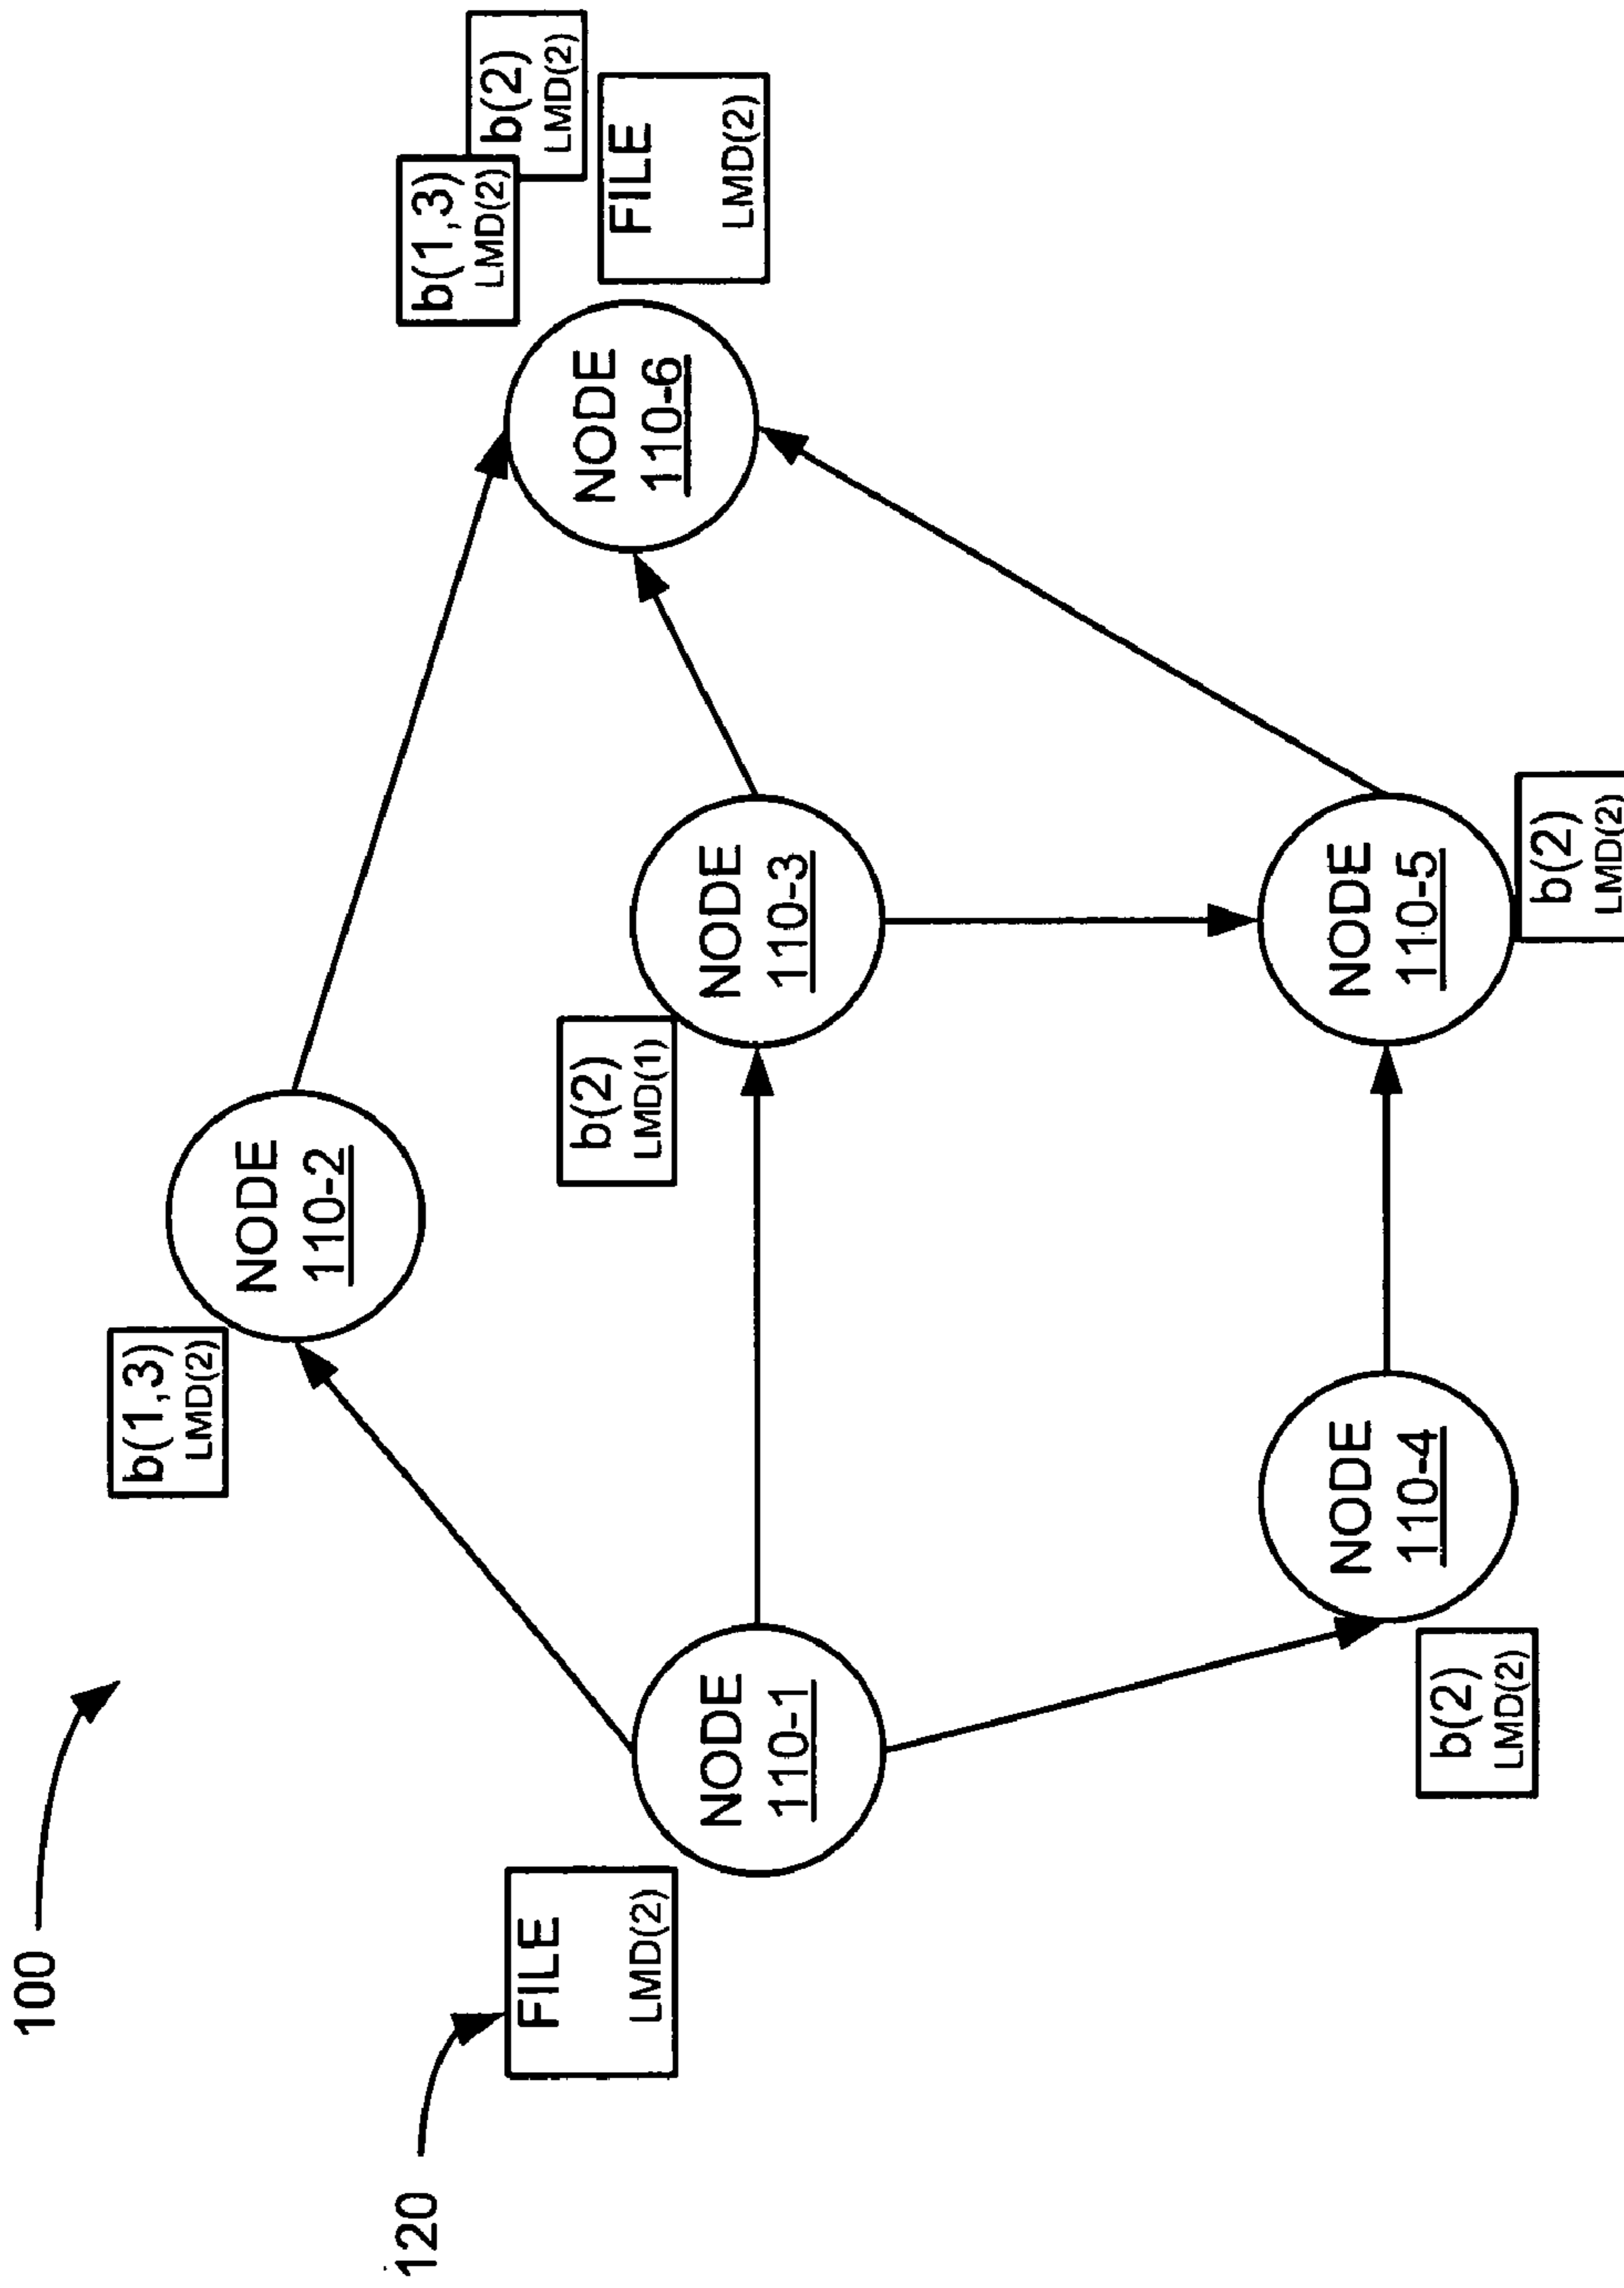 100
120
FILE
LMD(2)
NODE
110-1
b(1,3)
LMD(2)
NODE
110-2
b(2)
LMD(1)
NODE
110-3
b(2)
LMD(2)
NODE
110-4
NODE
110-5
b(2)
LMD(2)
NODE
110-6
b(1,3)
LMD(2)
b(2)
LMD(2)
FILE
LMD(2)